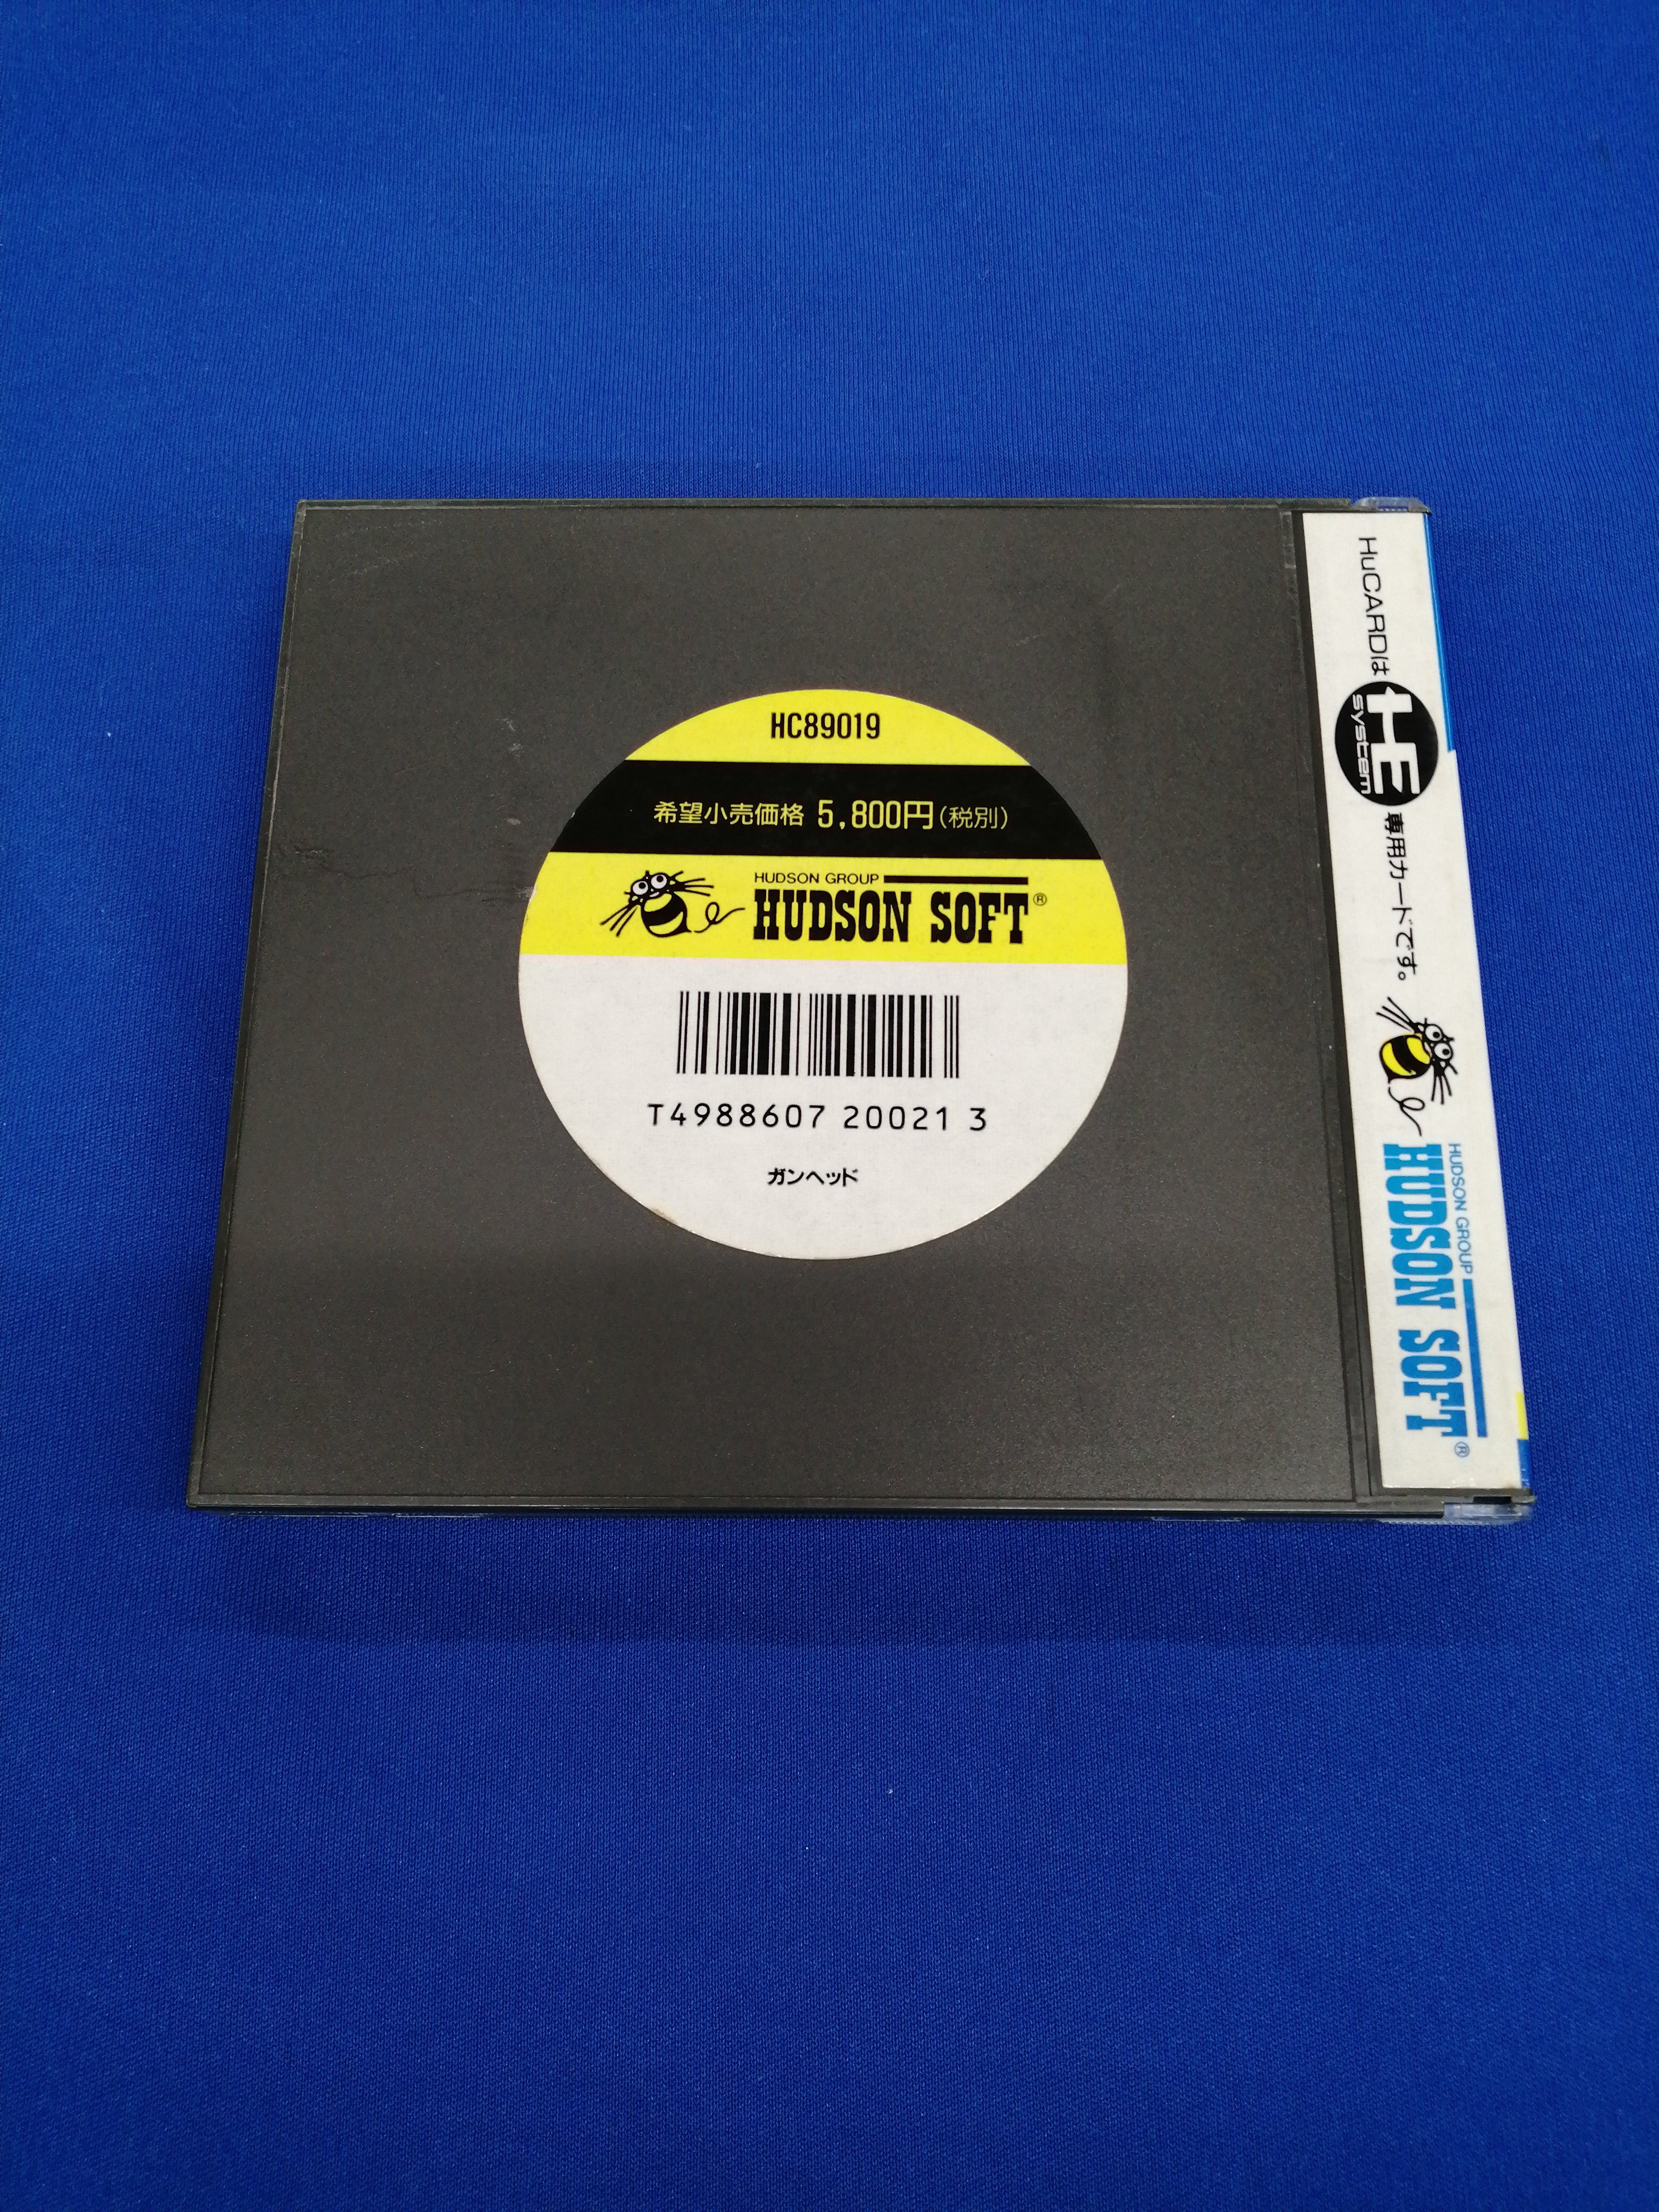 HC89019
希望小売価格 5,800円(税別)
HUDSON GROUP
HUDSON SOFT®
T4988607 20021 3
ガンヘッド
HuCARDは HE system 専用カードです。
HUDSON GROUP
HUDSON SOFT®